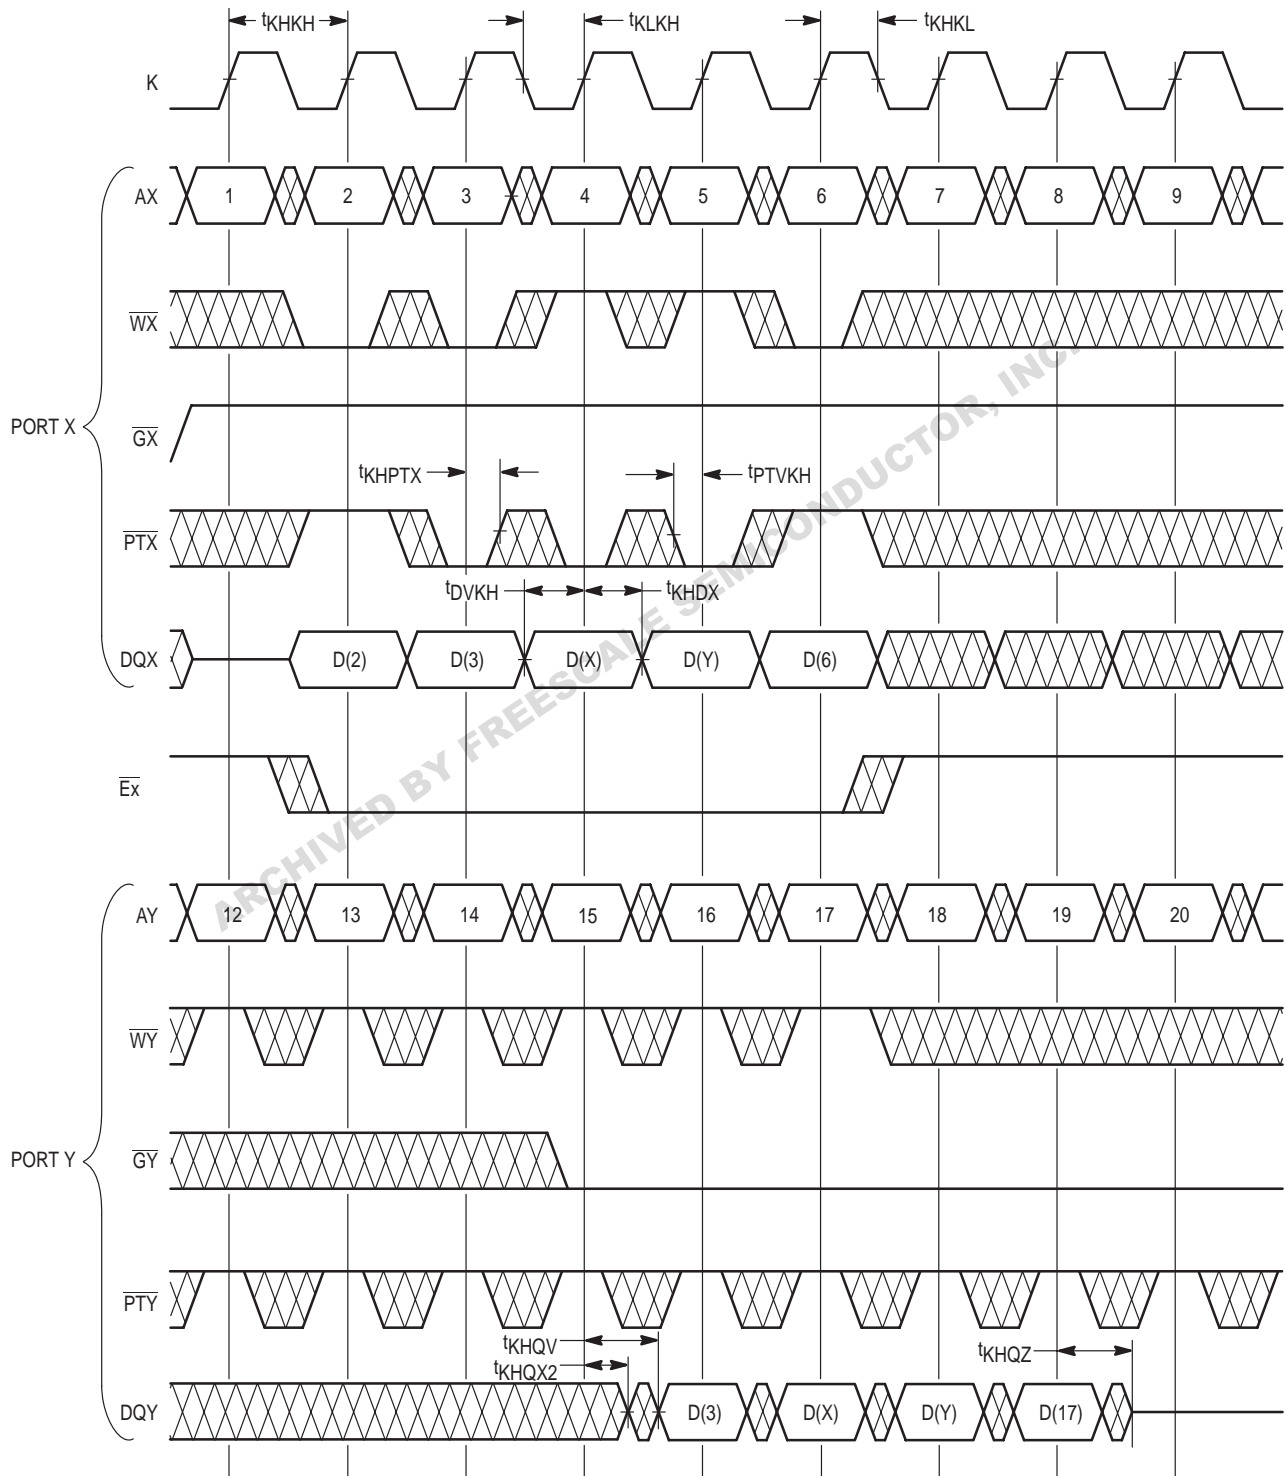 tKHKH tKLKH tKHKL
K
AX 1 2 3 4 5 6 7 8 9
WX
PORT X
GX
tKHPTX tPTVKH
PTX
tDVKH tKHDX
DQX D(2) D(3) D(X) D(Y) D(6)
Ex
ARCHIVED BY FREESCALE SEMICONDUCTOR, INC.
AY 12 13 14 15 16 17 18 19 20
WY
PORT Y
GY
PTY
tKHQV
tKHQX2
tKHQZ
DQY D(3) D(X) D(Y) D(17)